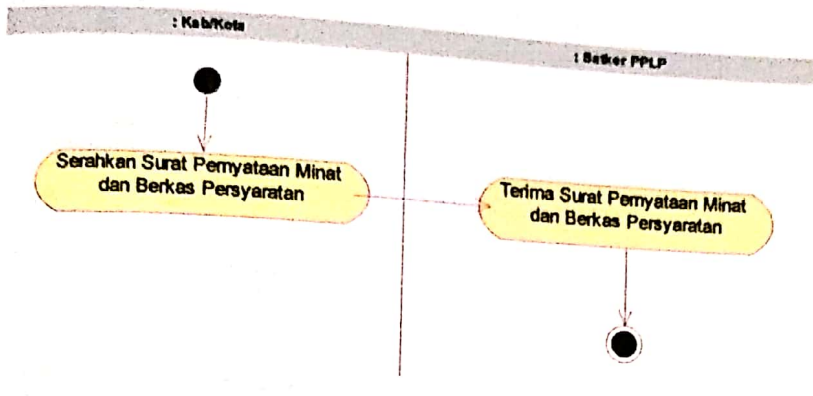 : Kab/Kota
: Satker PPLP
Serahkan Surat Pernyataan Minat
dan Berkas Persyaratan
Terima Surat Pernyataan Minat
dan Berkas Persyaratan